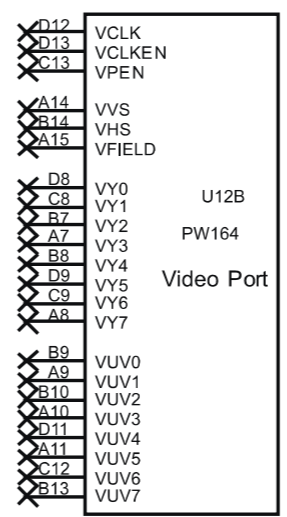 D12 VCLK
D13 VCLKEN
C13 VPEN
A14 VVS
B14 VHS
A15 VFIELD
D8 VY0
C8 VY1
B7 VY2
A7 VY3
B8 VY4
D9 VY5
C9 VY6
A8 VY7
U12B
PW164
Video Port
B9 VUV0
A9 VUV1
B10 VUV2
A10 VUV3
D11 VUV4
A11 VUV5
C12 VUV6
B13 VUV7